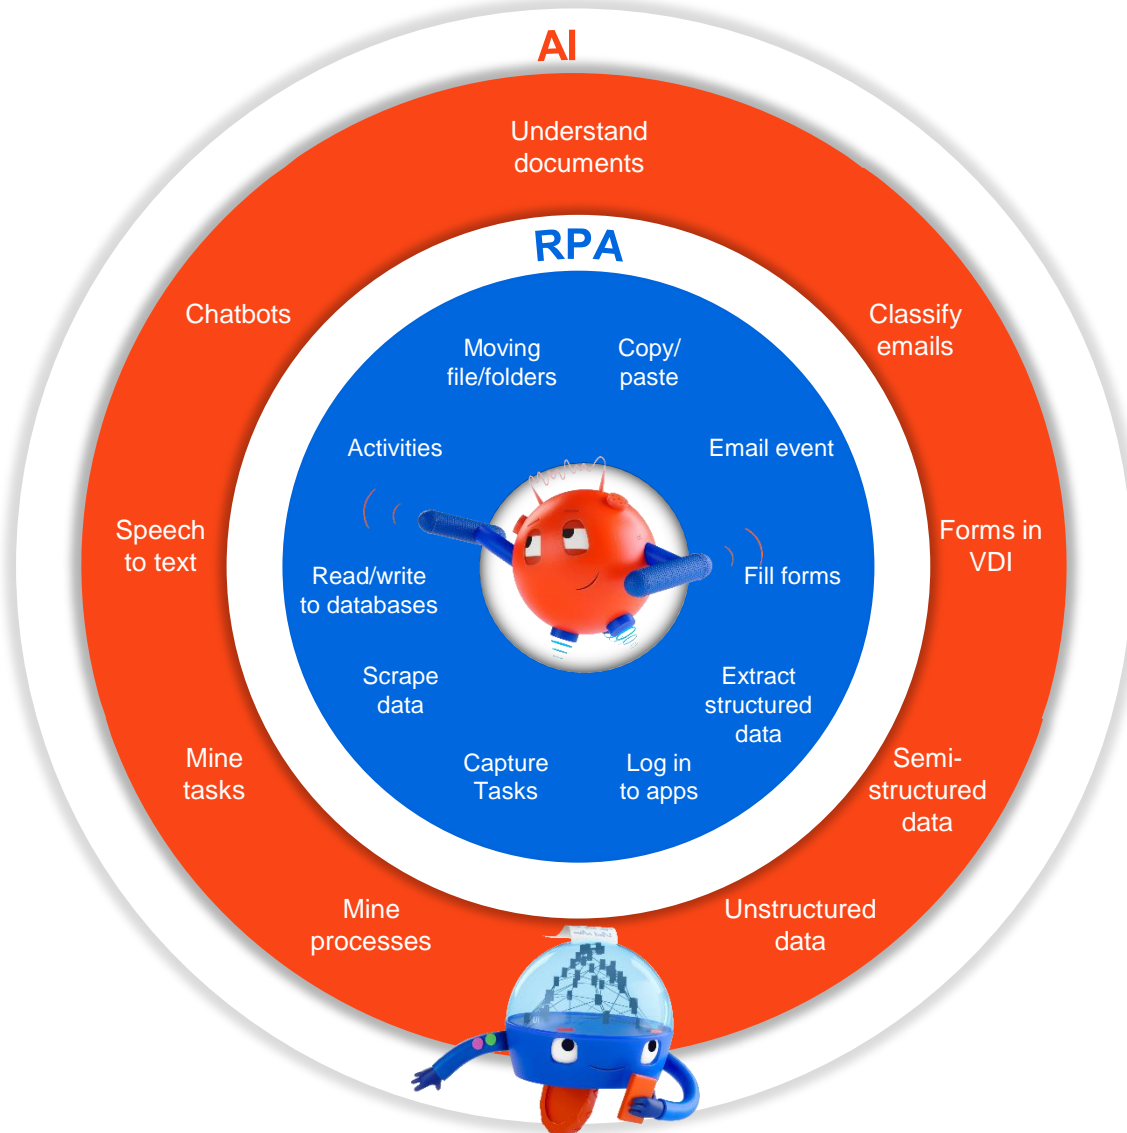 AI
Understand
documents
Chatbots
Classify
emails
Speech
to text
Forms in
VDI
Mine
tasks
Semi-
structured
data
Mine
processes
Unstructured
data
RPA
Moving
file/folders
Copy/
paste
Activities
Email event
Read/write
to databases
Fill forms
Scrape
data
Extract
structured
data
Capture
Tasks
Log in
to apps